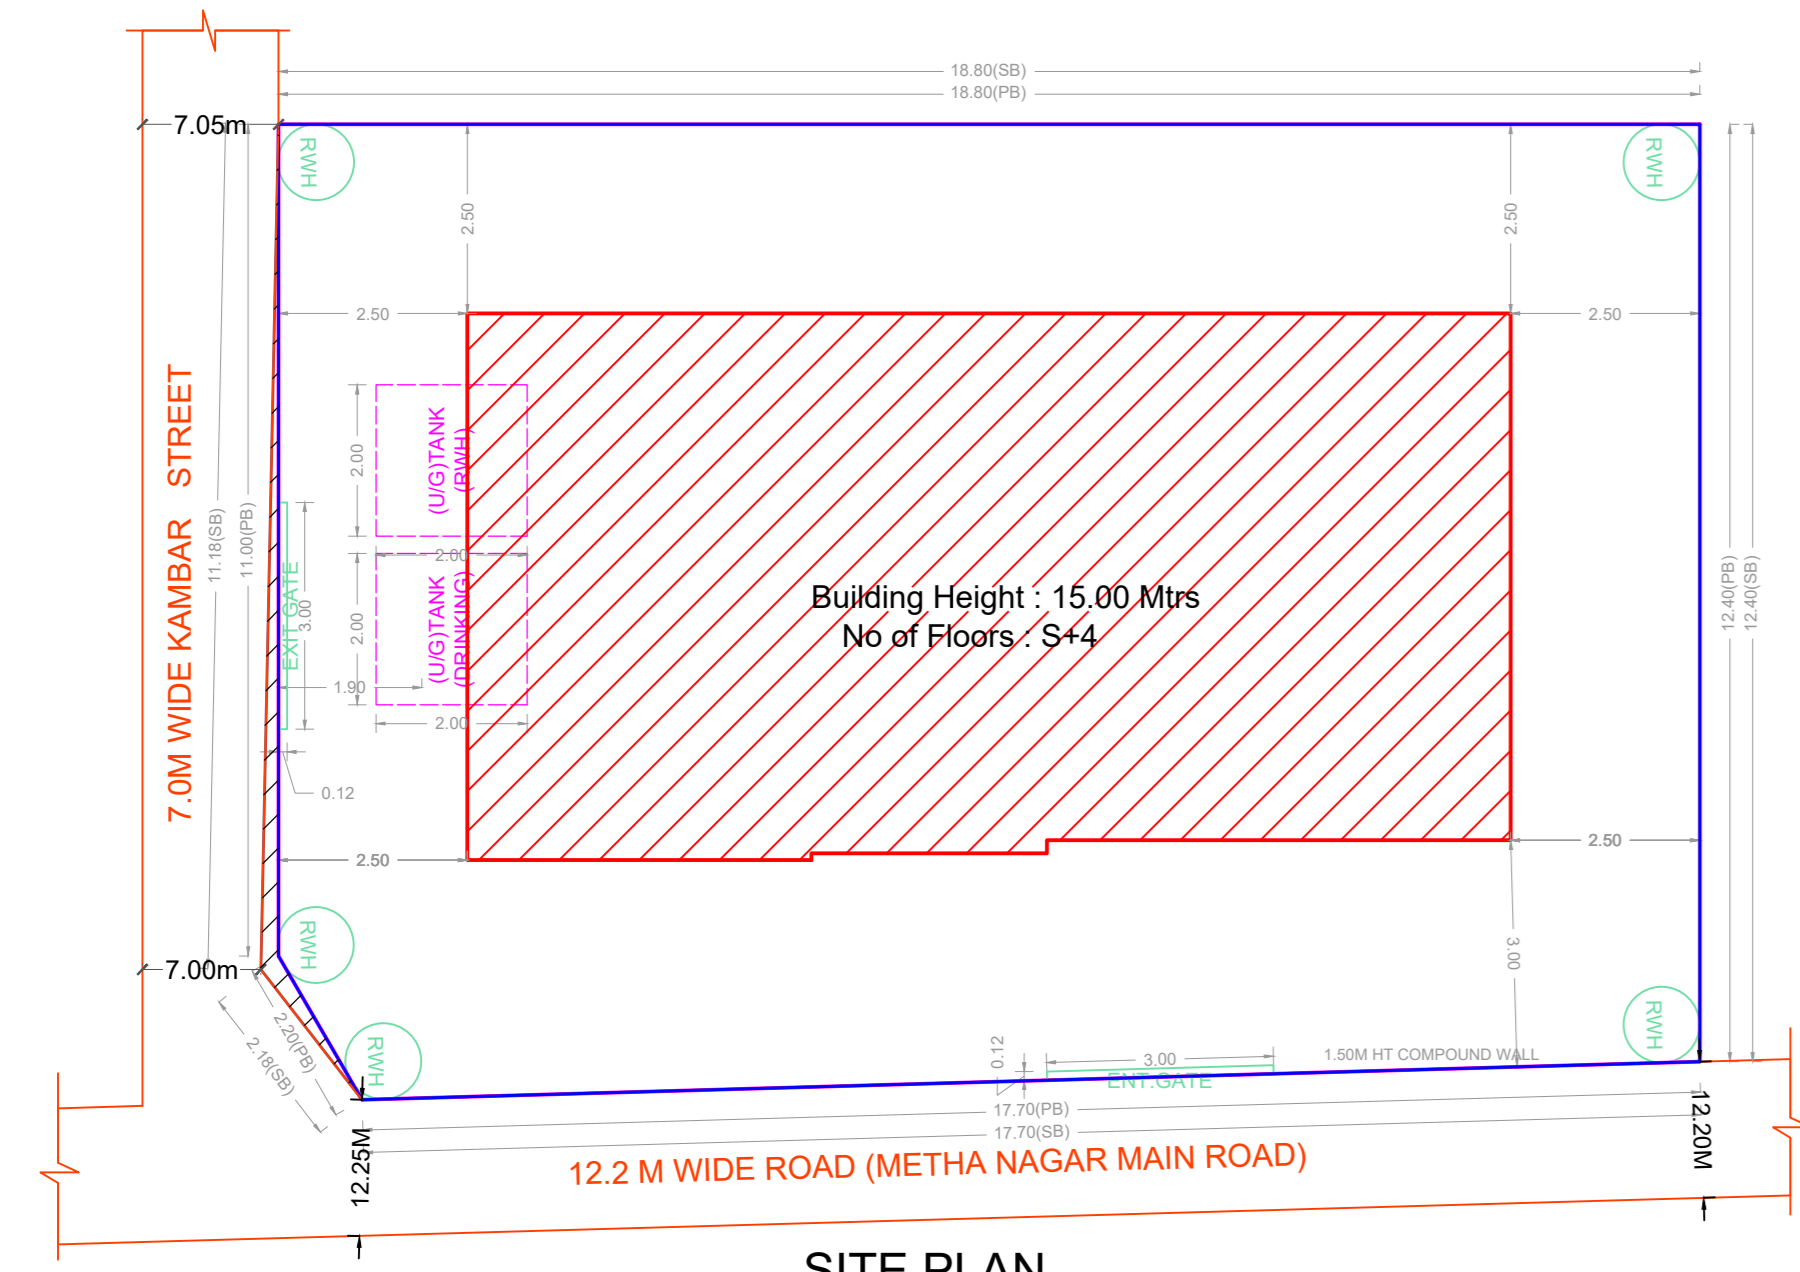 18.80(SB)
18.80(PB)
7.05m
RWH
RWH
2.50
2.50
2.50
2.50
7.0M WIDE KAMBAR STREET
11.18(SB)
11.00(PB)
2.00
(U/G)TANK
(RWH)
2.00
EXIT GATE
3.00
2.00
(U/G)TANK
(DRINKING)
1.90
2.00
0.12
Building Height : 15.00 Mtrs
No of Floors : S+4
12.40(PB)
12.40(SB)
2.50
2.50
RWH
7.00m
3.00
2.20(PB)
2.18(SB)
RWH
RWH
0.12
3.00
1.50M HT COMPOUND WALL
ENT.GATE
17.70(PB)
17.70(SB)
12.25M
12.20M
12.2 M WIDE ROAD (METHA NAGAR MAIN ROAD)
SITE PLAN